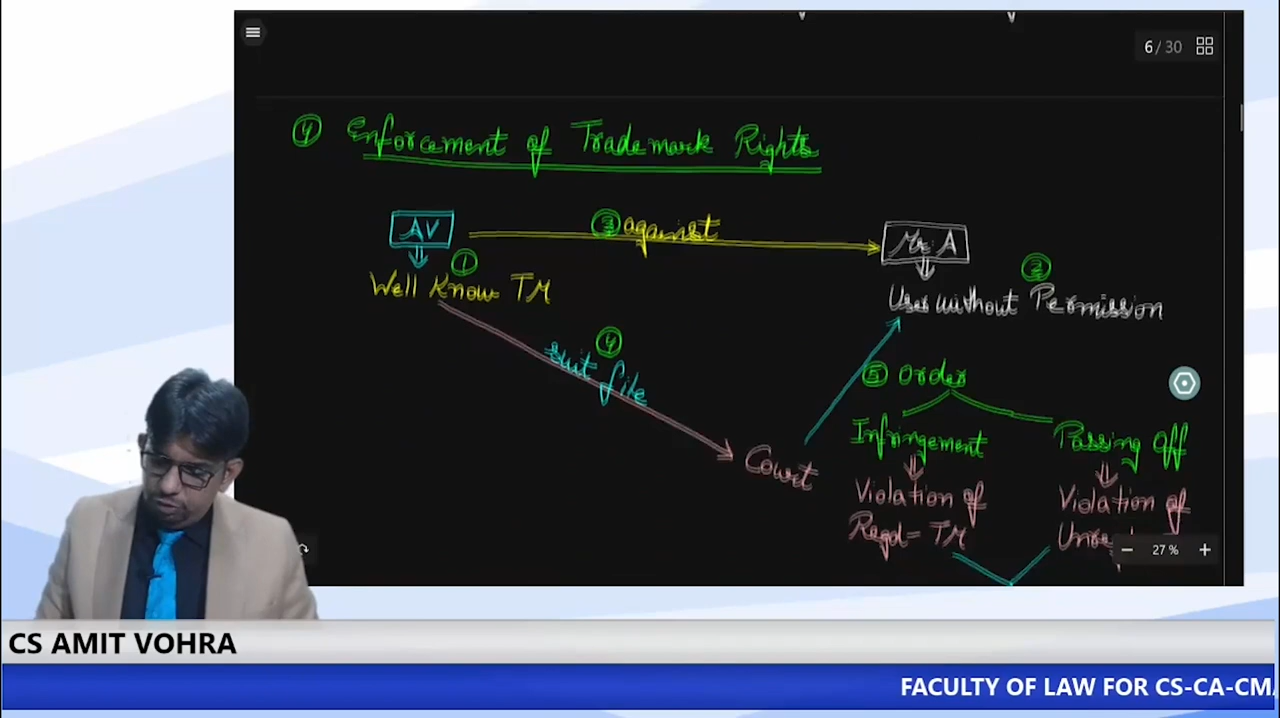 6 / 30
④ Enforcement of Trademark Rights
AV
③ against
Mr. A
①
Well Know TM
②
Uses without Permission
④
Suit file
⑤ Order
Court
Infringement
Passing Off
Violation of
Regd= TM
Violation of
27 %
CS AMIT VOHRA
FACULTY OF LAW FOR CS-CA-CMA